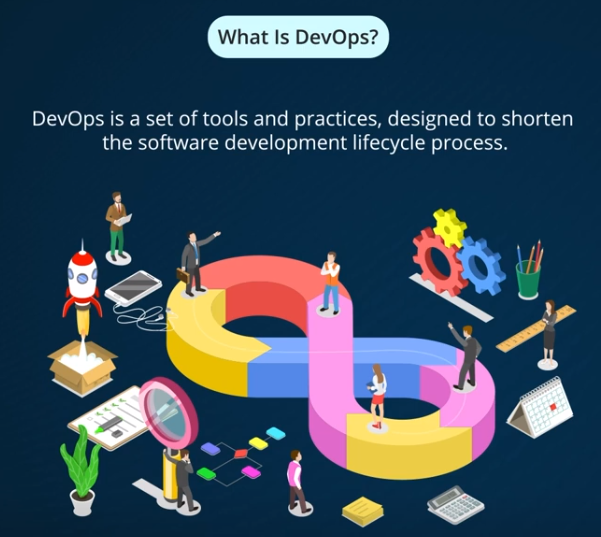 What Is DevOps?
DevOps is a set of tools and practices, designed to shorten
the software development lifecycle process.